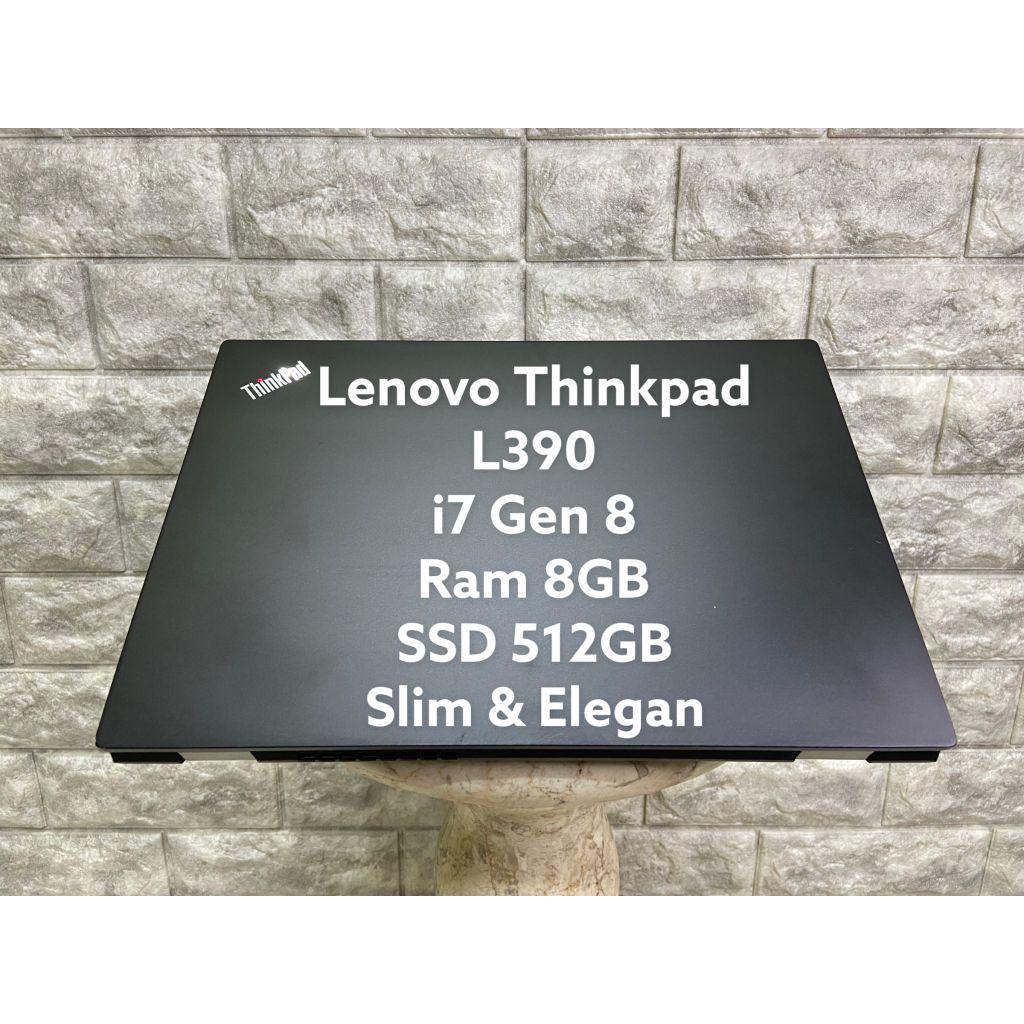 ThinkPad
Lenovo Thinkpad
L390
i7 Gen 8
Ram 8GB
SSD 512GB
Slim & Elegan